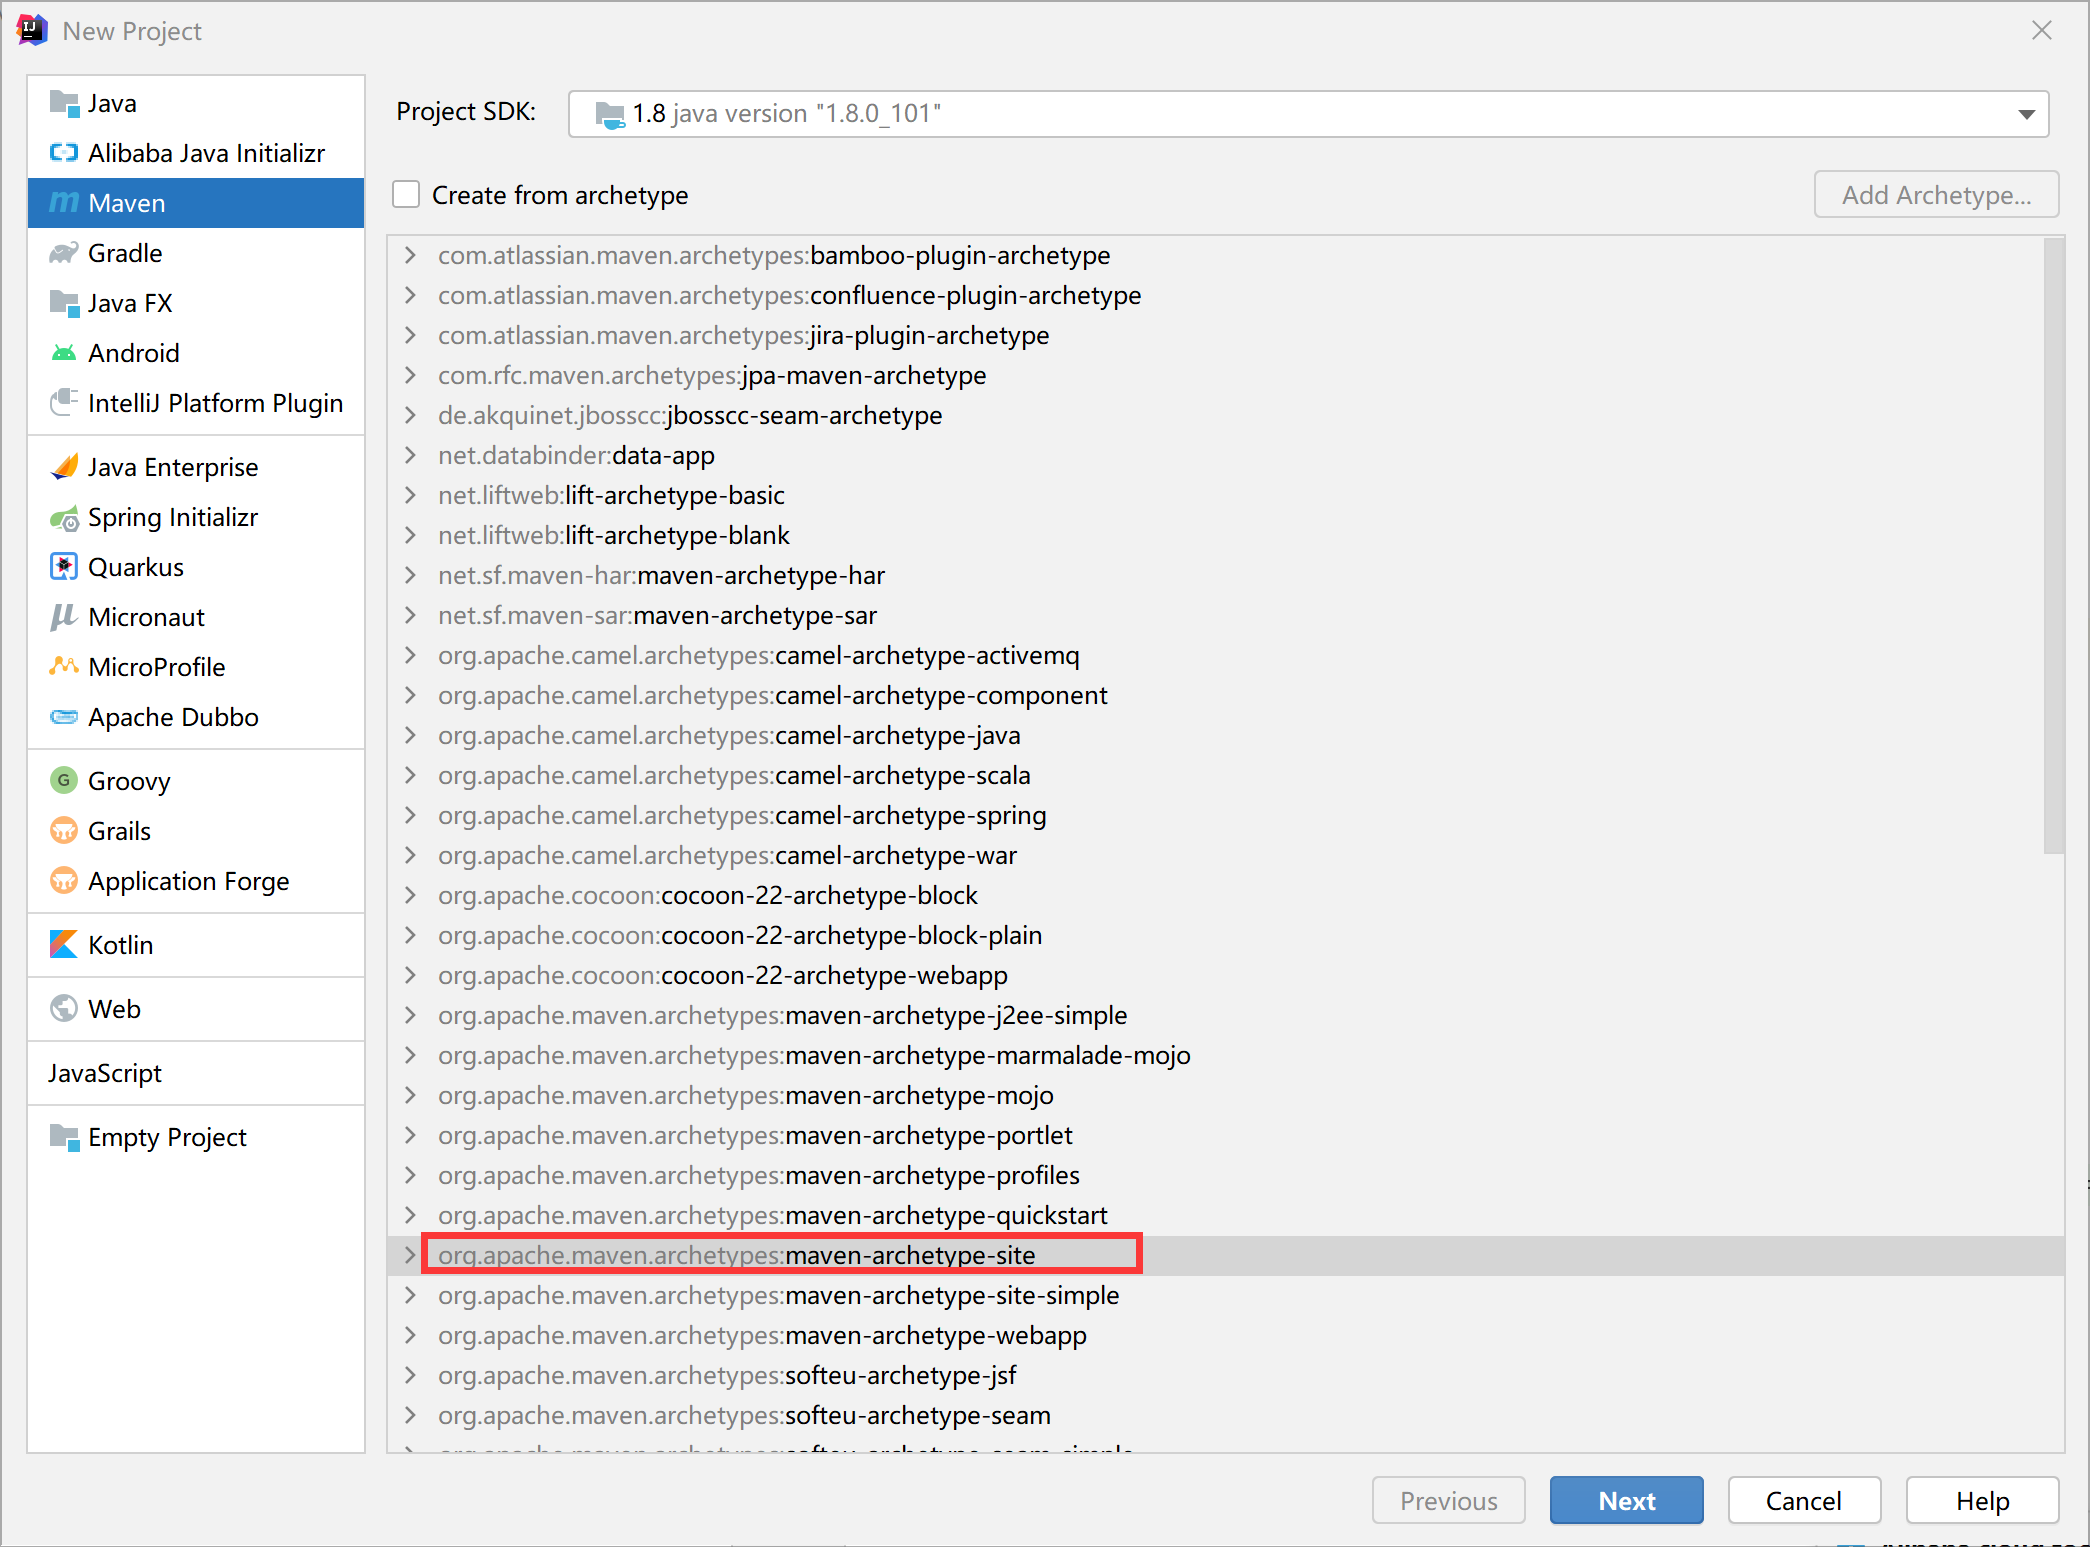 New Project
Java
Alibaba Java Initializr
Maven
Gradle
Java FX
Android
IntelliJ Platform Plugin
Java Enterprise
Spring Initializr
Quarkus
Micronaut
MicroProfile
Apache Dubbo
Groovy
Grails
Application Forge
Kotlin
Web
JavaScript
Empty Project
Project SDK: 1.8 java version "1.8.0_101"
Create from archetype
Add Archetype...
com.atlassian.maven.archetypes:bamboo-plugin-archetype
com.atlassian.maven.archetypes:confluence-plugin-archetype
com.atlassian.maven.archetypes:jira-plugin-archetype
com.rfc.maven.archetypes:jpa-maven-archetype
de.akquinet.jbosscc:jbosscc-seam-archetype
net.databinder:data-app
net.liftweb:lift-archetype-basic
net.liftweb:lift-archetype-blank
net.sf.maven-har:maven-archetype-har
net.sf.maven-sar:maven-archetype-sar
org.apache.camel.archetypes:camel-archetype-activemq
org.apache.camel.archetypes:camel-archetype-component
org.apache.camel.archetypes:camel-archetype-java
org.apache.camel.archetypes:camel-archetype-scala
org.apache.camel.archetypes:camel-archetype-spring
org.apache.camel.archetypes:camel-archetype-war
org.apache.cocoon:cocoon-22-archetype-block
org.apache.cocoon:cocoon-22-archetype-block-plain
org.apache.cocoon:cocoon-22-archetype-webapp
org.apache.maven.archetypes:maven-archetype-j2ee-simple
org.apache.maven.archetypes:maven-archetype-marmalade-mojo
org.apache.maven.archetypes:maven-archetype-mojo
org.apache.maven.archetypes:maven-archetype-portlet
org.apache.maven.archetypes:maven-archetype-profiles
org.apache.maven.archetypes:maven-archetype-quickstart
org.apache.maven.archetypes:maven-archetype-site
org.apache.maven.archetypes:maven-archetype-site-simple
org.apache.maven.archetypes:maven-archetype-webapp
org.apache.maven.archetypes:softeu-archetype-jsf
org.apache.maven.archetypes:softeu-archetype-seam
org.apache.maven.archetypes:softeu-archetype-seam-simple
Previous
Next
Cancel
Help